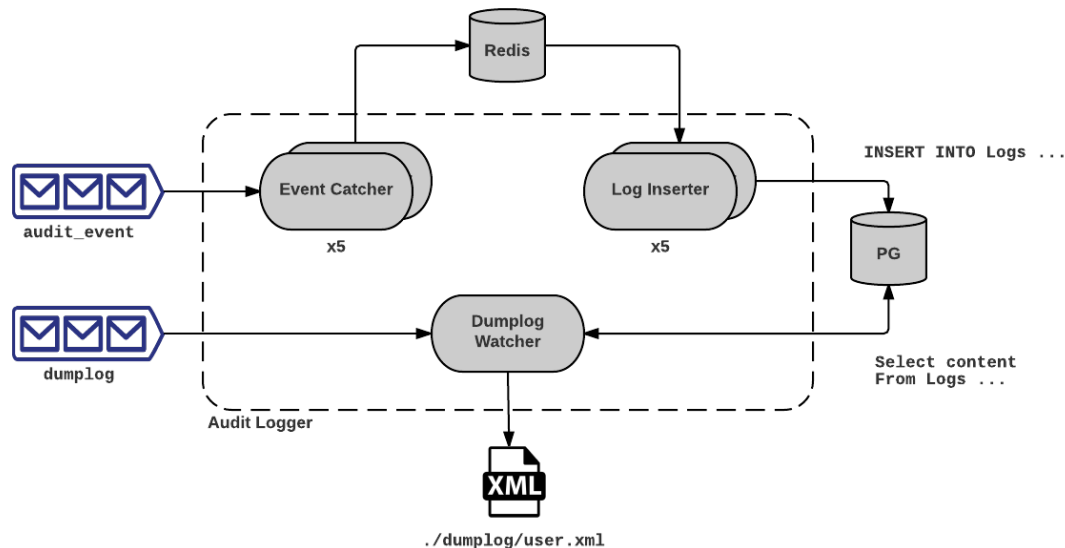 Redis
INSERT INTO Logs ...
Event Catcher
Log Inserter
audit_event
x5
x5
PG
Dumplog
Watcher
dumplog
Select content
From Logs ...
Audit Logger
XML
./dumplog/user.xml